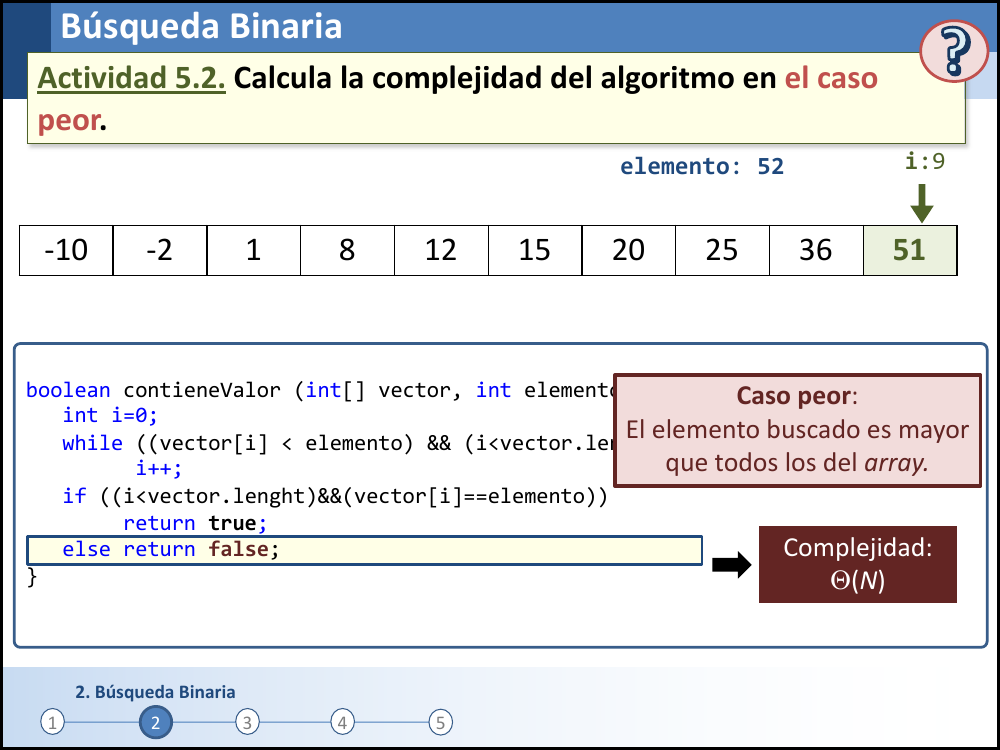 Búsqueda Binaria
Actividad 5.2. Calcula la complejidad del algoritmo en el caso
peor.
?
elemento: 52
i:9
-10 -2 1 8 12 15 20 25 36 51
boolean contieneValor (int[] vector, int elemento
int i=0;
while ((vector[i] < elemento) && (i<vector.len
i++;
if ((i<vector.lenght)&&(vector[i]==elemento))
return true;
else return false;
}
Caso peor:
El elemento buscado es mayor
que todos los del array.
Complejidad:
Θ(N)
2. Búsqueda Binaria
1 2 3 4 5